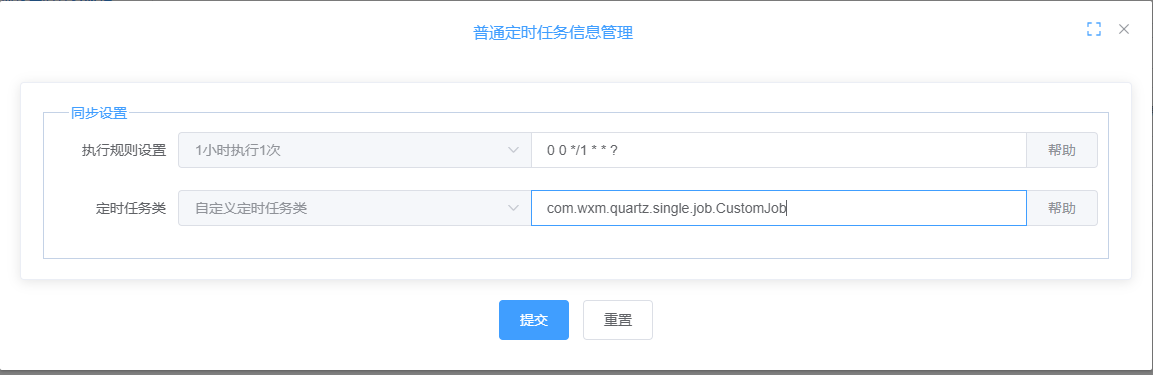 普通定时任务信息管理
同步设置
执行规则设置 1小时执行1次 0 0 */1 * * ? 帮助
定时任务类 自定义定时任务类 com.wxm.quartz.single.job.CustomJob 帮助
提交 重置